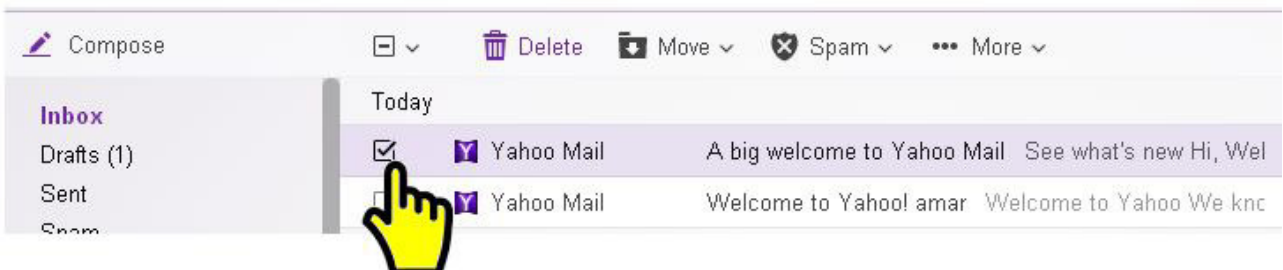 Compose
Delete Move Spam More
Inbox
Drafts (1)
Sent
Spam
Today
Yahoo Mail A big welcome to Yahoo Mail See what's new Hi, Wel
Yahoo Mail Welcome to Yahoo! amar Welcome to Yahoo We knc